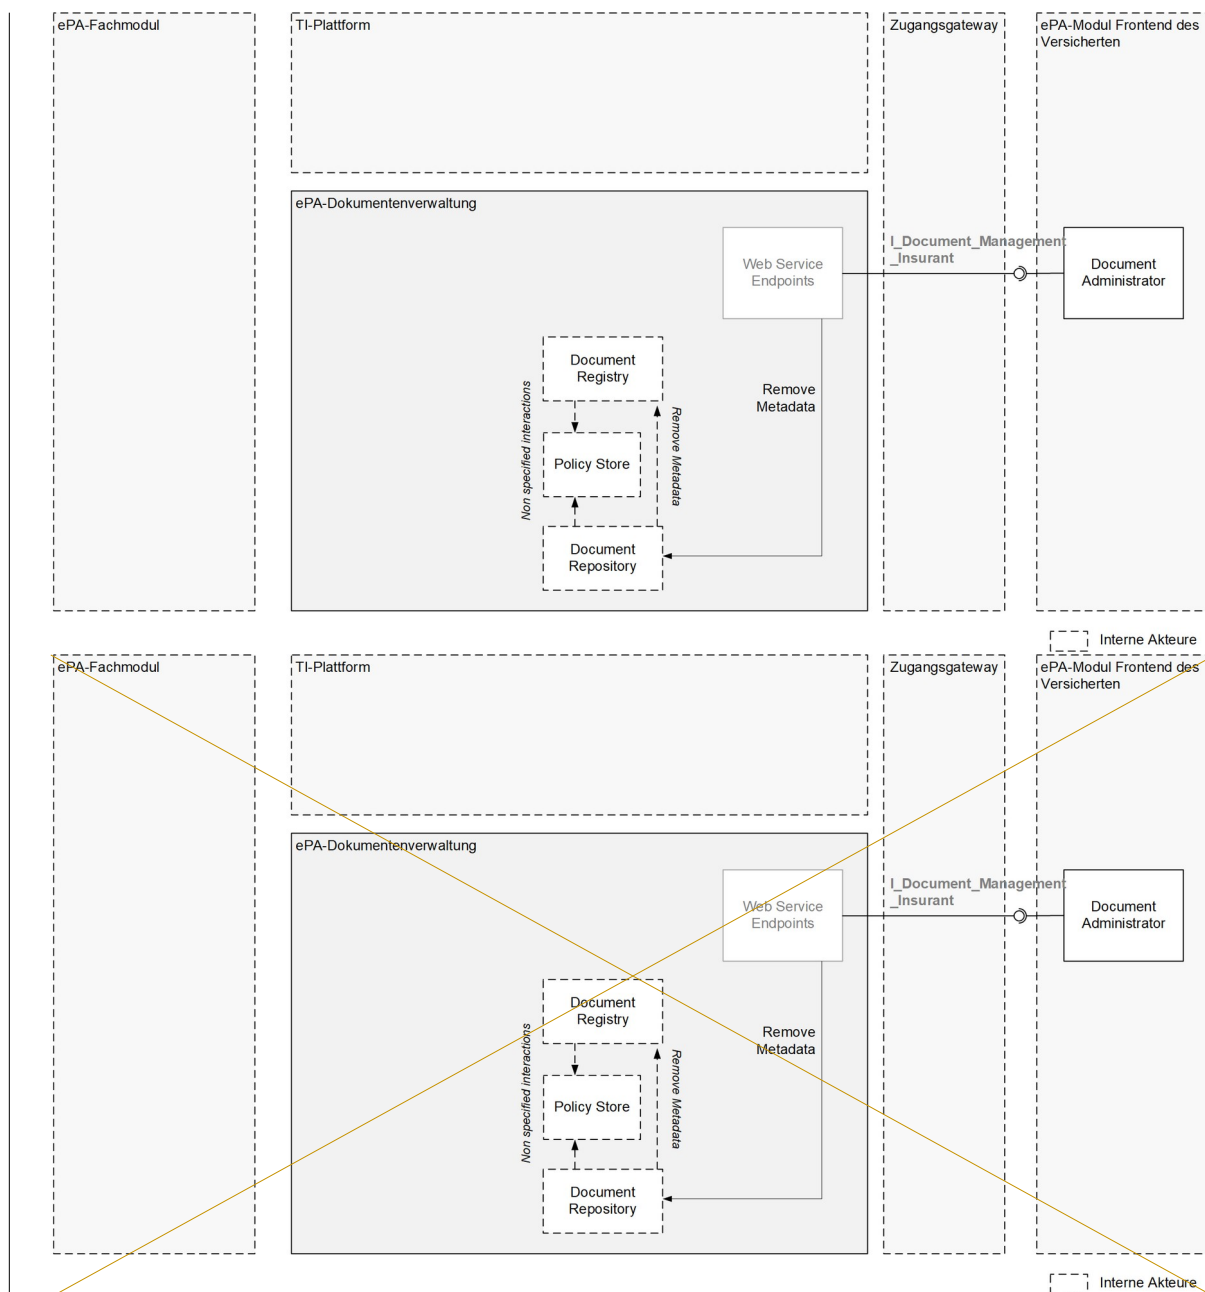 ePA-Fachmodul
TI-Plattform
Zugangsgateway
ePA-Modul Frontend des
Versicherten
ePA-Dokumentenverwaltung
Web Service
Endpoints
I_Document_Management
_Insurant
Document
Administrator
Document
Registry
Remove
Metadata
Non specified interactions
Policy Store
Remove Metadata
Document
Repository
Interne Akteure
ePA-Fachmodul
TI-Plattform
Zugangsgateway
ePA-Modul Frontend des
Versicherten
ePA-Dokumentenverwaltung
Web Service
Endpoints
I_Document_Management
_Insurant
Document
Administrator
Document
Registry
Remove
Metadata
Non specified interactions
Policy Store
Remove Metadata
Document
Repository
Interne Akteure